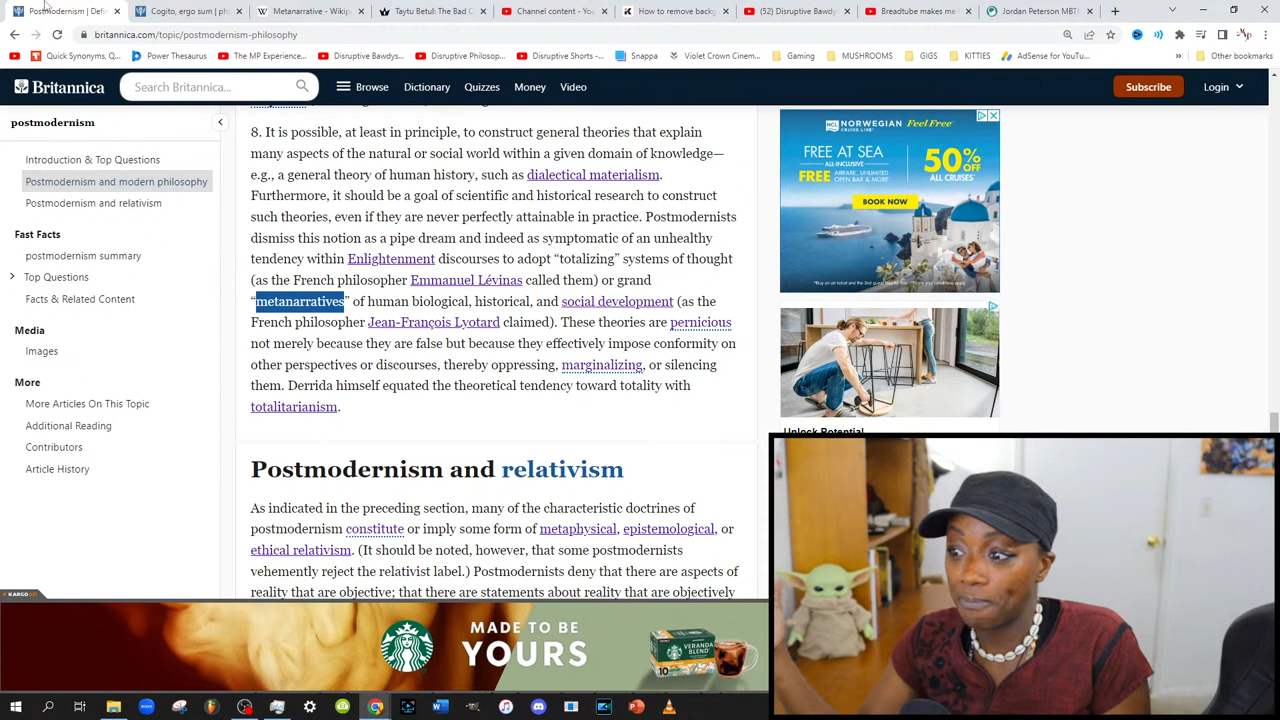 Postmodernism | Defi
Cogito, ergo sum | ph
Metanarrative - Wikip
Taytu Betul: The Bad C
Channel content - You
How to remove backg
(52) Disruptive Bawdy
Breadtube makes me
Jordan Peterson MBTI
britannica.com/topic/postmodernism-philosophy
Quick Synonyms, Q...
Power Thesaurus
The MP Experience...
Disruptive Bawdys...
Disruptive Philosop...
Disruptive Shorts -...
Snappa
Violet Crown Cinem...
Gaming
MUSHROOMS
GIGS
KITTIES
AdSense for YouTu...
Other bookmarks
Britannica
Search Britannica...
Browse
Dictionary
Quizzes
Money
Video
Subscribe
Login
postmodernism
Introduction & Top Questions
Postmodernism and modern philosophy
Postmodernism and relativism
Fast Facts
postmodernism summary
Top Questions
Facts & Related Content
Media
Images
More
More Articles On This Topic
Additional Reading
Contributors
Article History
8. It is possible, at least in principle, to construct general theories that explain
many aspects of the natural or social world within a given domain of knowledge—
e.g., a general theory of human history, such as dialectical materialism.
Furthermore, it should be a goal of scientific and historical research to construct
such theories, even if they are never perfectly attainable in practice. Postmodernists
dismiss this notion as a pipe dream and indeed as symptomatic of an unhealthy
tendency within Enlightenment discourses to adopt “totalizing” systems of thought
(as the French philosopher Emmanuel Lévinas called them) or grand
“metanarratives” of human biological, historical, and social development (as the
French philosopher Jean-François Lyotard claimed). These theories are pernicious
not merely because they are false but because they effectively impose conformity on
other perspectives or discourses, thereby oppressing, marginalizing, or silencing
them. Derrida himself equated the theoretical tendency toward totality with
totalitarianism.
Postmodernism and relativism
As indicated in the preceding section, many of the characteristic doctrines of
postmodernism constitute or imply some form of metaphysical, epistemological, or
ethical relativism. (It should be noted, however, that some postmodernists
vehemently reject the relativist label.) Postmodernists deny that there are aspects of
reality that are objective; that there are statements about reality that are objectively
NORWEGIAN CRUISE LINE Feel Free
FREE AT SEA
ALL-INCLUSIVE
FREE AIRFARE, UNLIMITED OPEN BAR & MORE
50% OFF
ALL CRUISES
BOOK NOW
Unlock Potential
KARGO
MADE TO BE
YOURS
VERANDA
BLEND
10